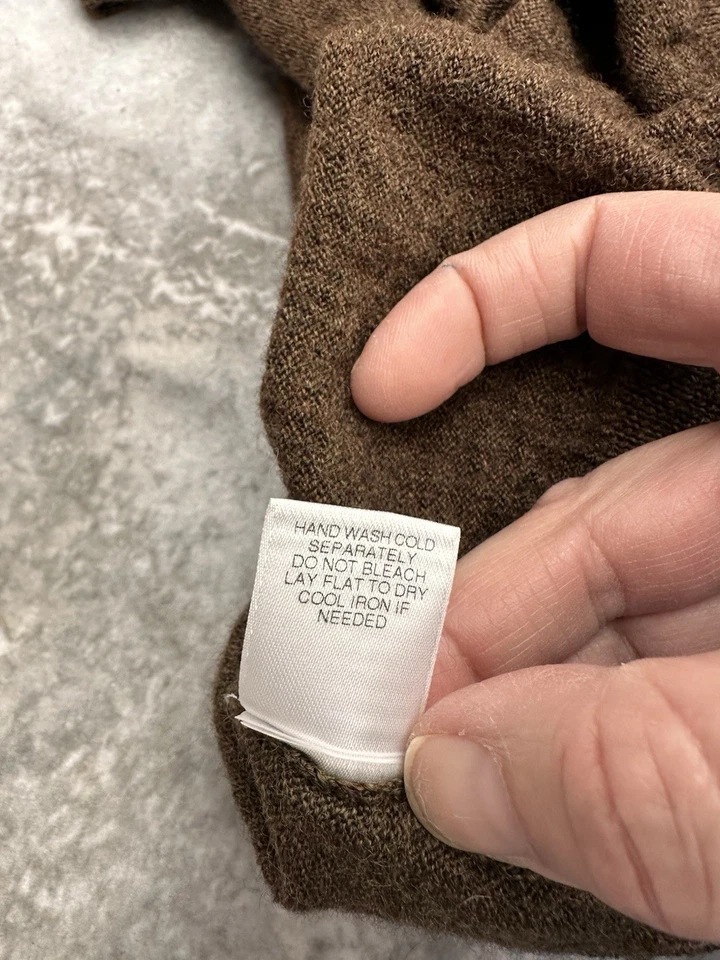 HAND WASH COLD
SEPARATELY
DO NOT BLEACH
LAY FLAT TO DRY
COOL IRON IF
NEEDED